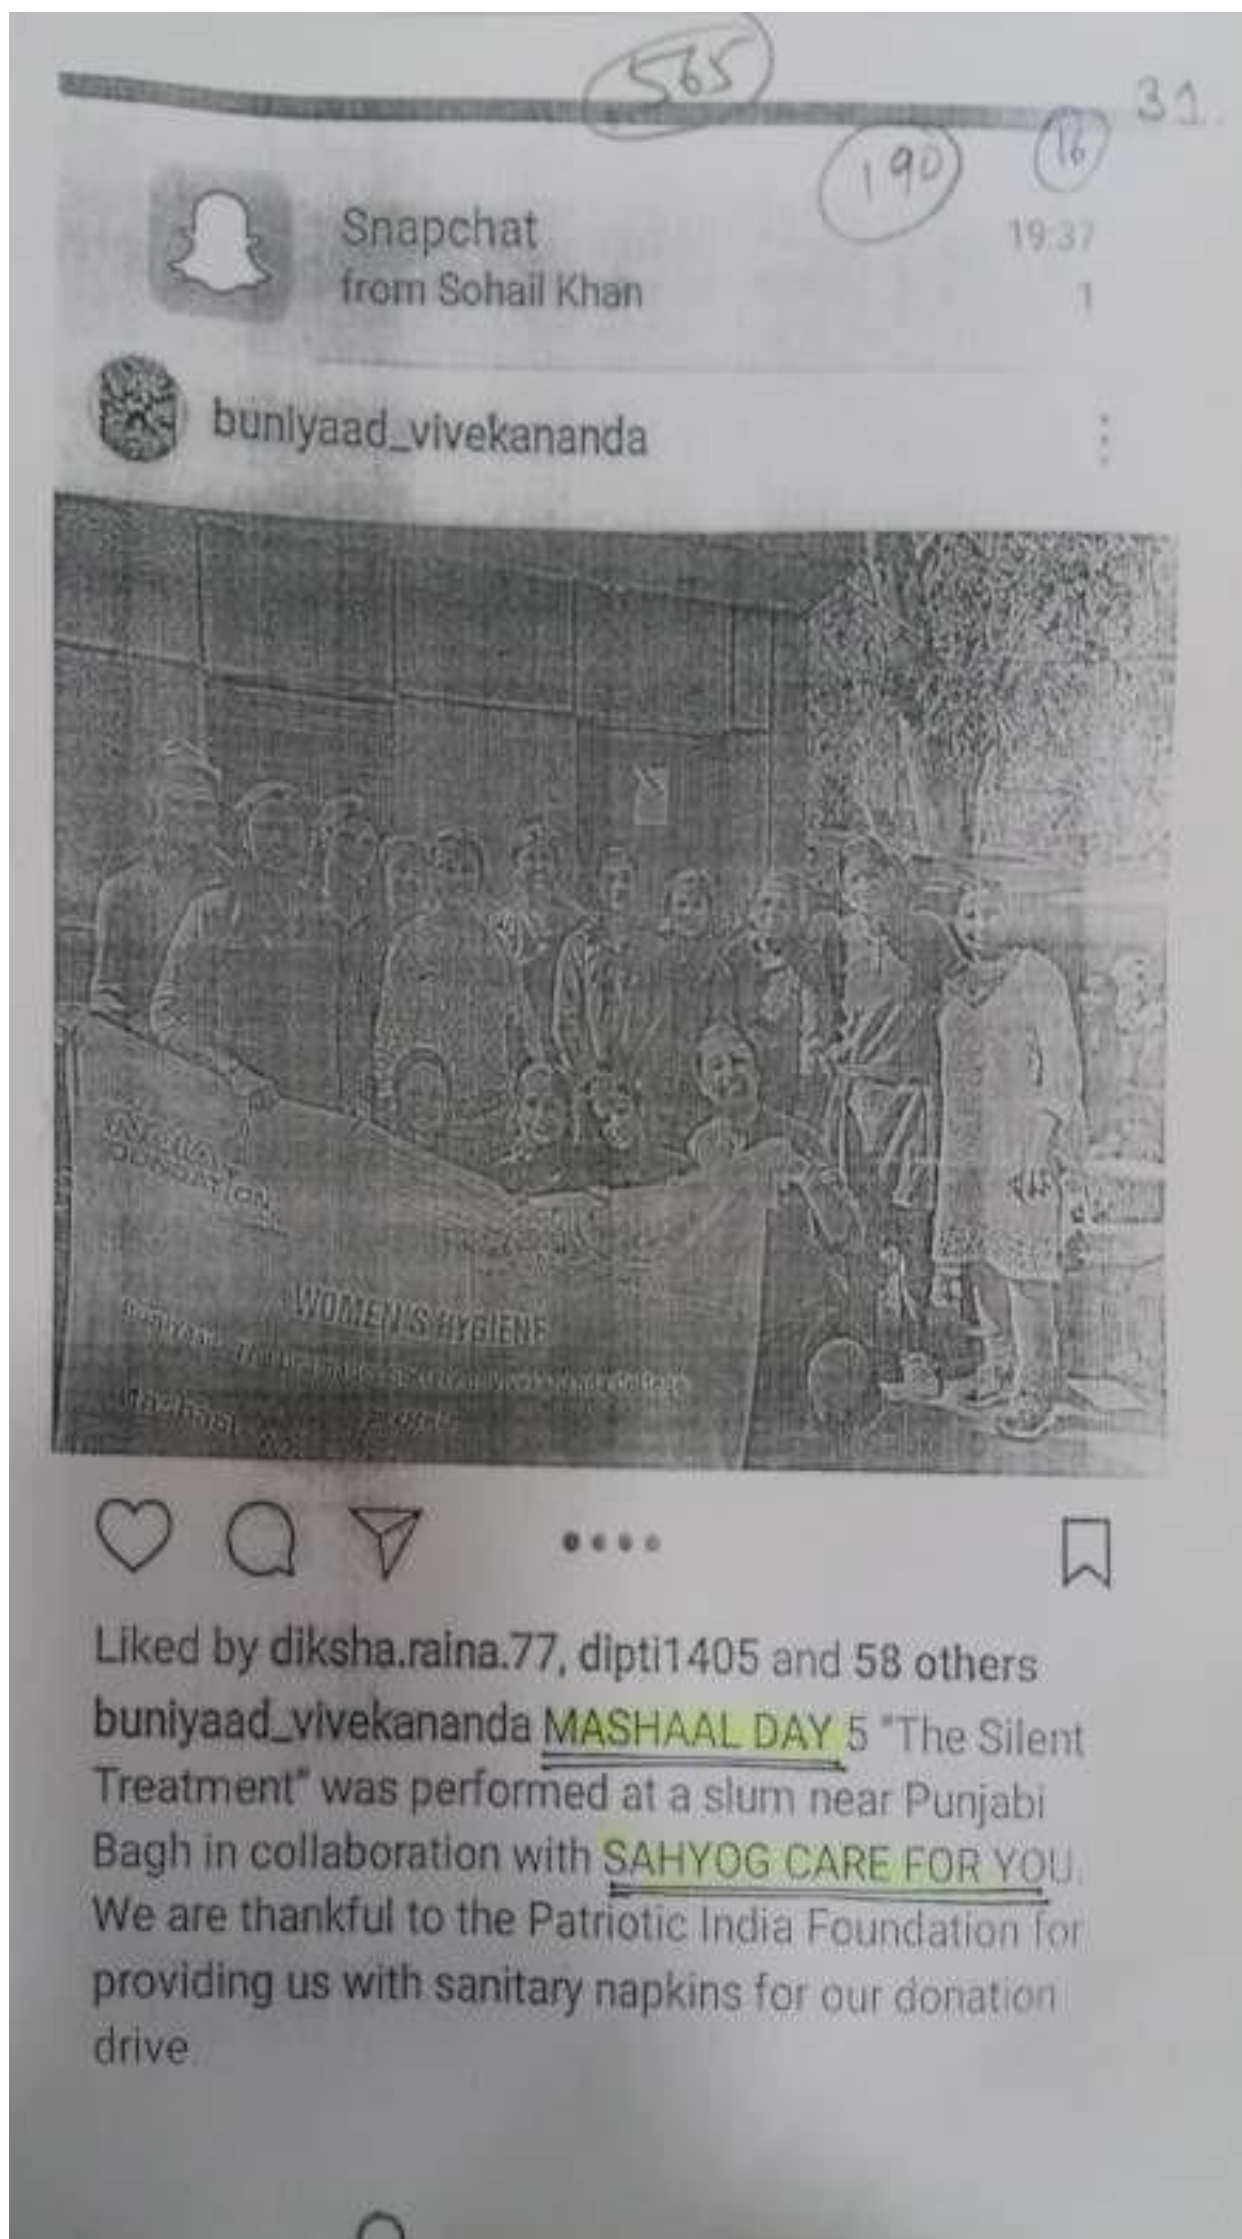 565
31.
190
16
Snapchat
19:37
from Sohail Khan
1
buniyaad_vivekananda
WOMEN'S HYGIENE
Liked by diksha.raina.77, dipti1405 and 58 others
buniyaad_vivekananda MASHAAL DAY 5 "The Silent
Treatment" was performed at a slum near Punjabi
Bagh in collaboration with SAHYOG CARE FOR YOU.
We are thankful to the Patriotic India Foundation for
providing us with sanitary napkins for our donation
drive